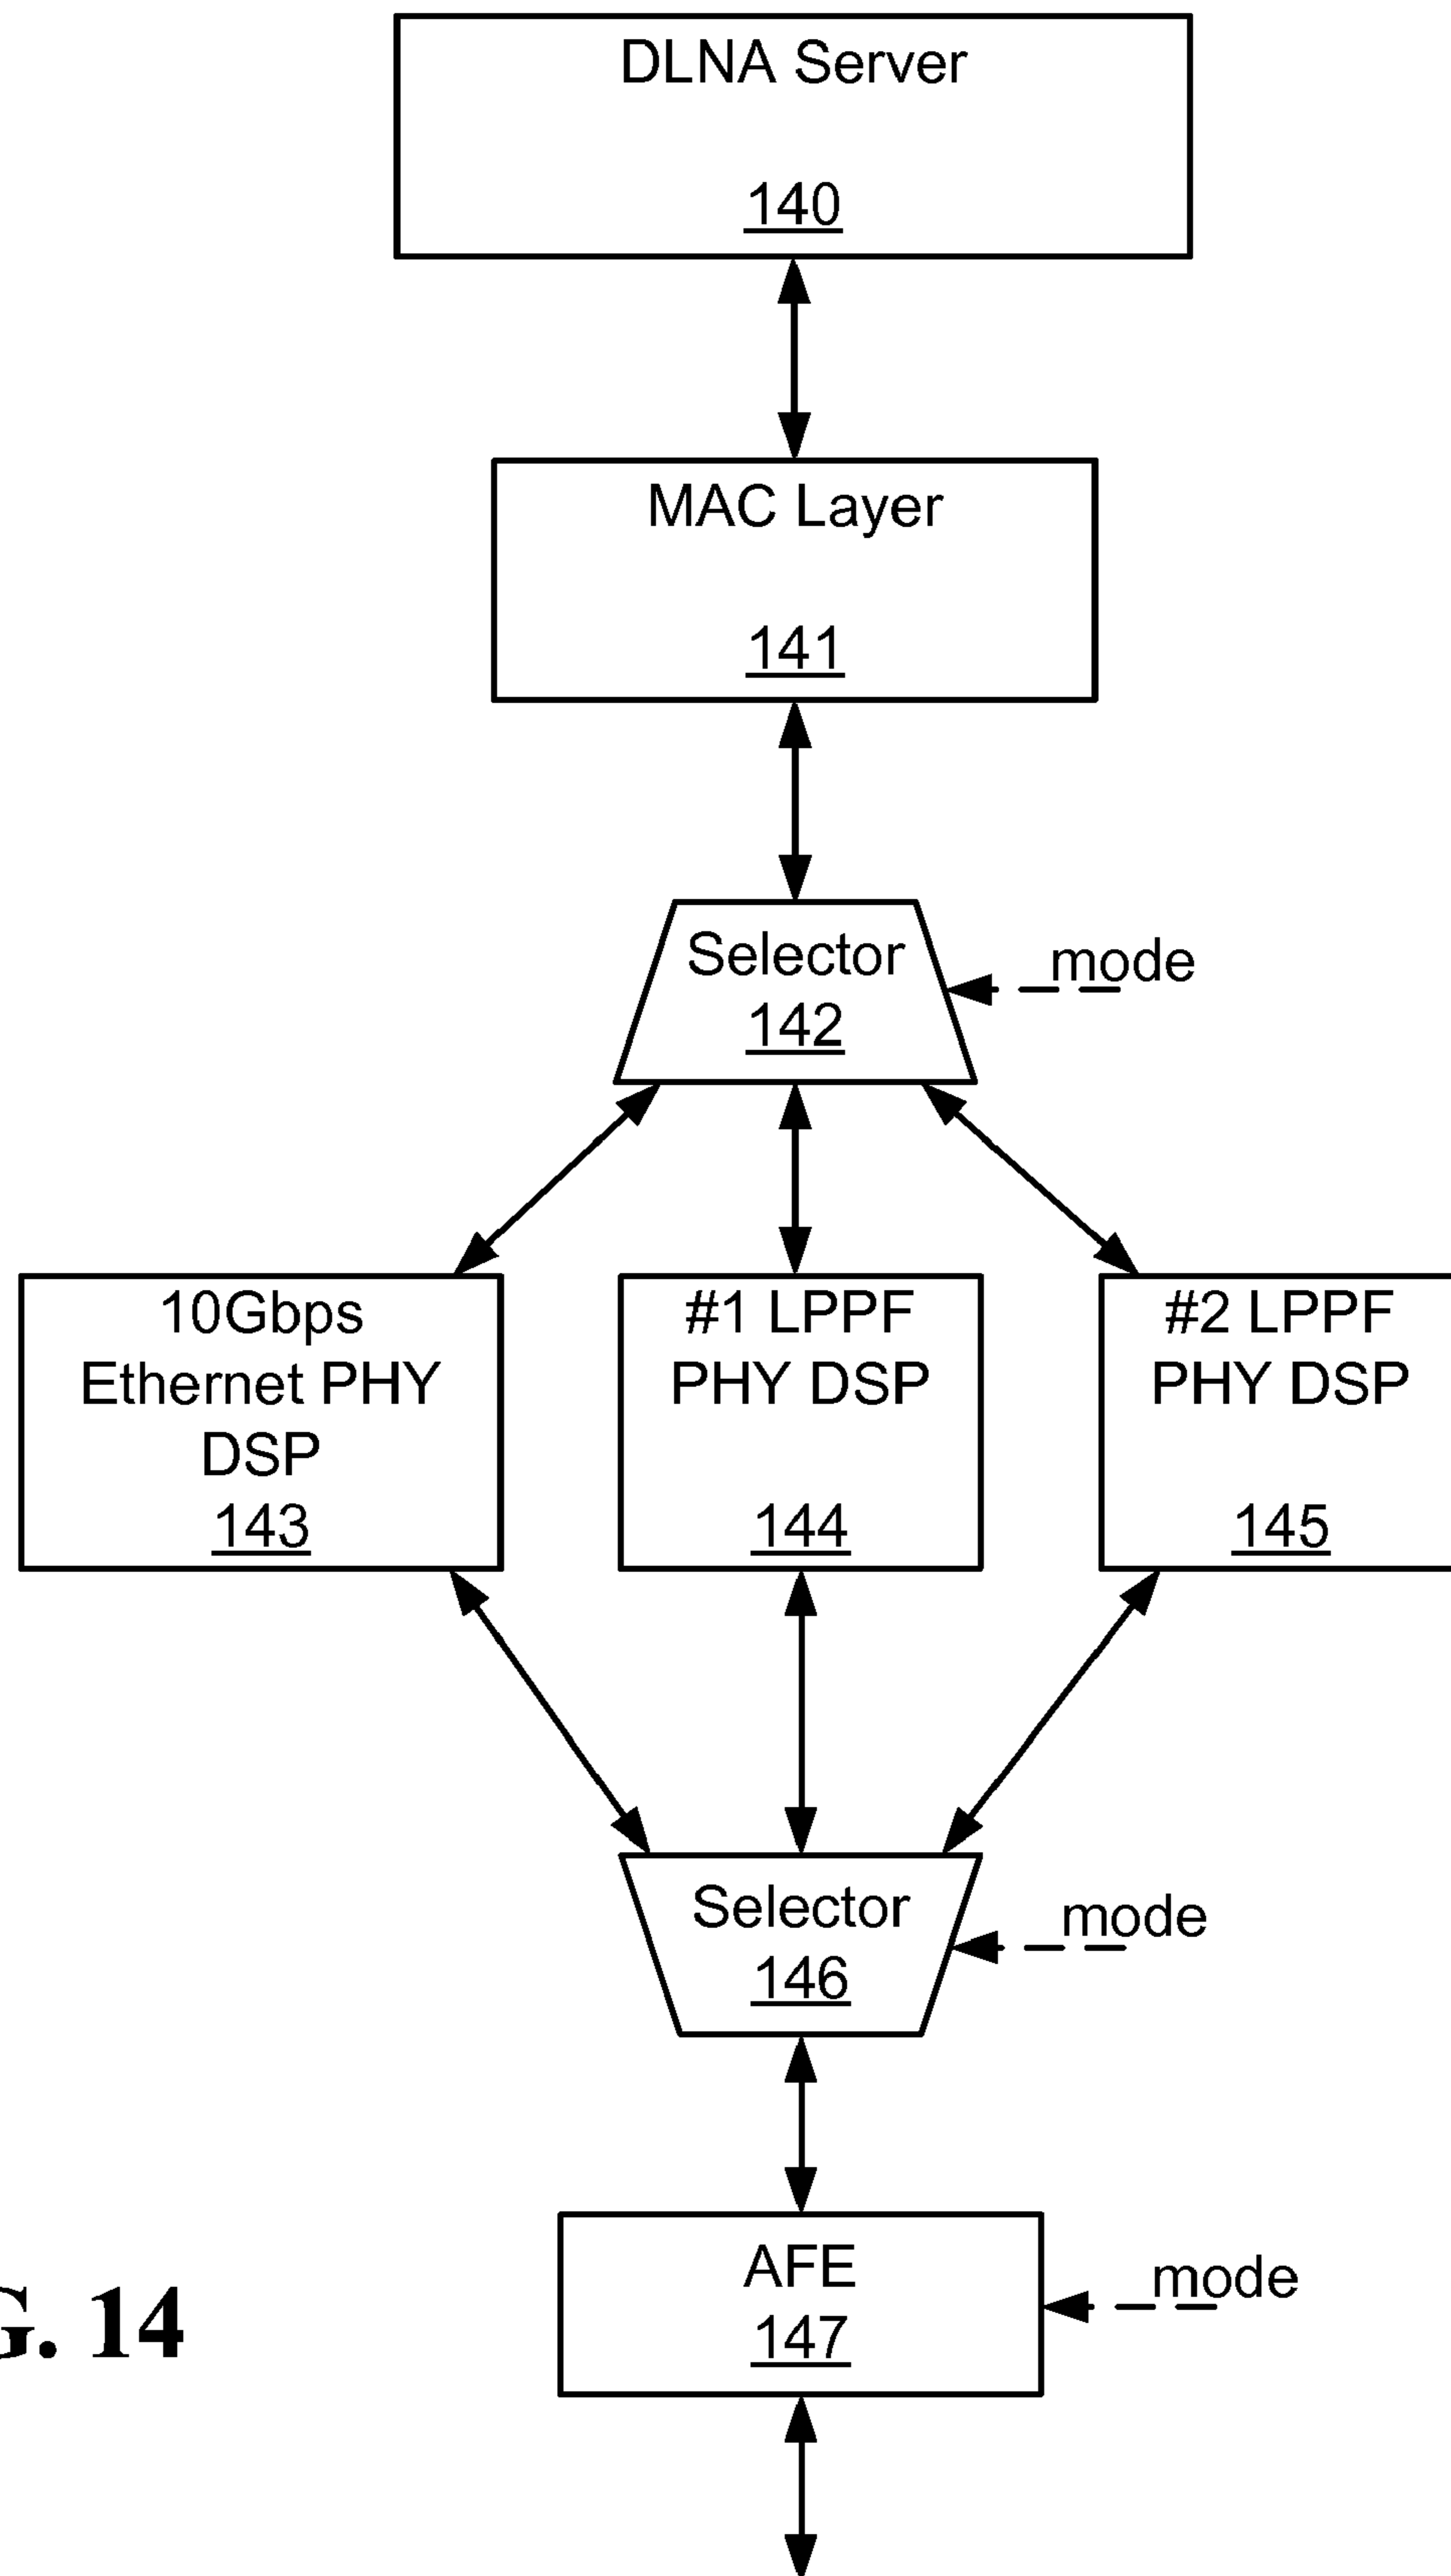 DLNA Server
140
MAC Layer
141
Selector
142
mode
10Gbps
Ethernet PHY
DSP
143
#1 LPPF
PHY DSP
144
#2 LPPF
PHY DSP
145
Selector
146
mode
AFE
147
mode
G. 14